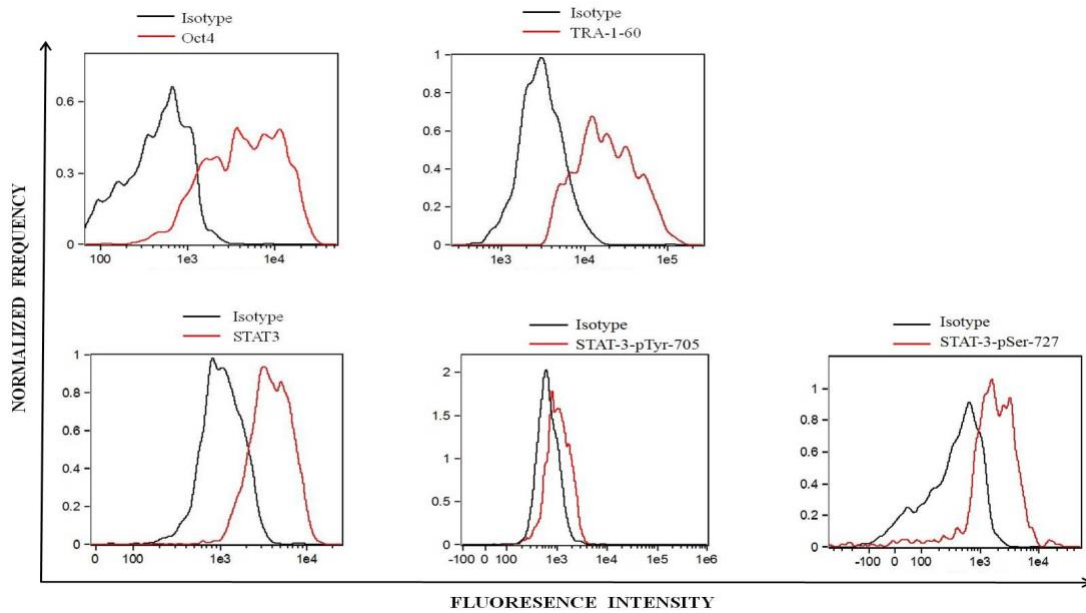 Isotype
Oct4
Isotype
TRA-1-60
0.6
0.3
0
100 1e3 1e4
1
0.8
0.6
0.4
0.2
0
1e3 1e4 1e5
Isotype
STAT3
Isotype
STAT-3-pTyr-705
Isotype
STAT-3-pSer-727
1
0.8
0.6
0.4
0.2
0
0 1e3 1e4
2
1.5
1
0.5
0
-100 0 100 1e3 1e4 1e5 1e6
1
0.8
0.6
0.4
0.2
0
-100 0 100 1e3 1e4
NORMALIZED FREQUENCY
FLUORESENCE INTENSITY